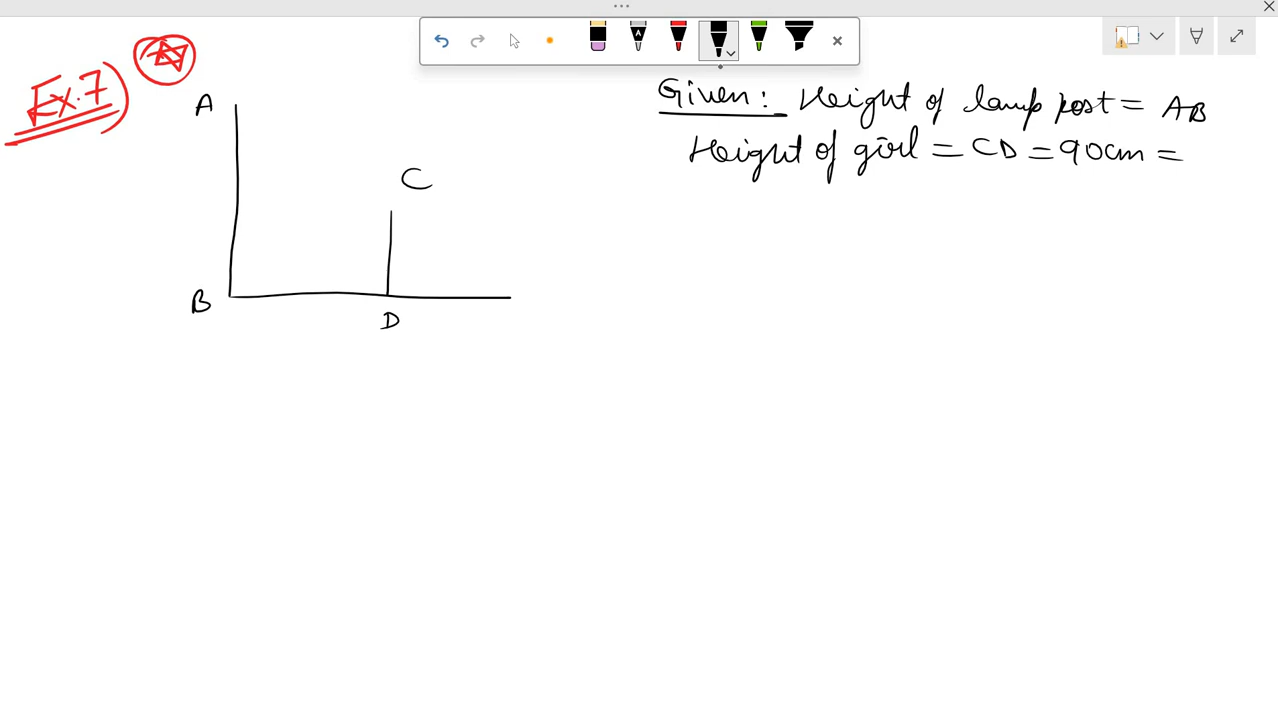 Ex.7)
A
C
B
D
Given: Height of lamp post = AB
Height of girl = CD = 90cm =